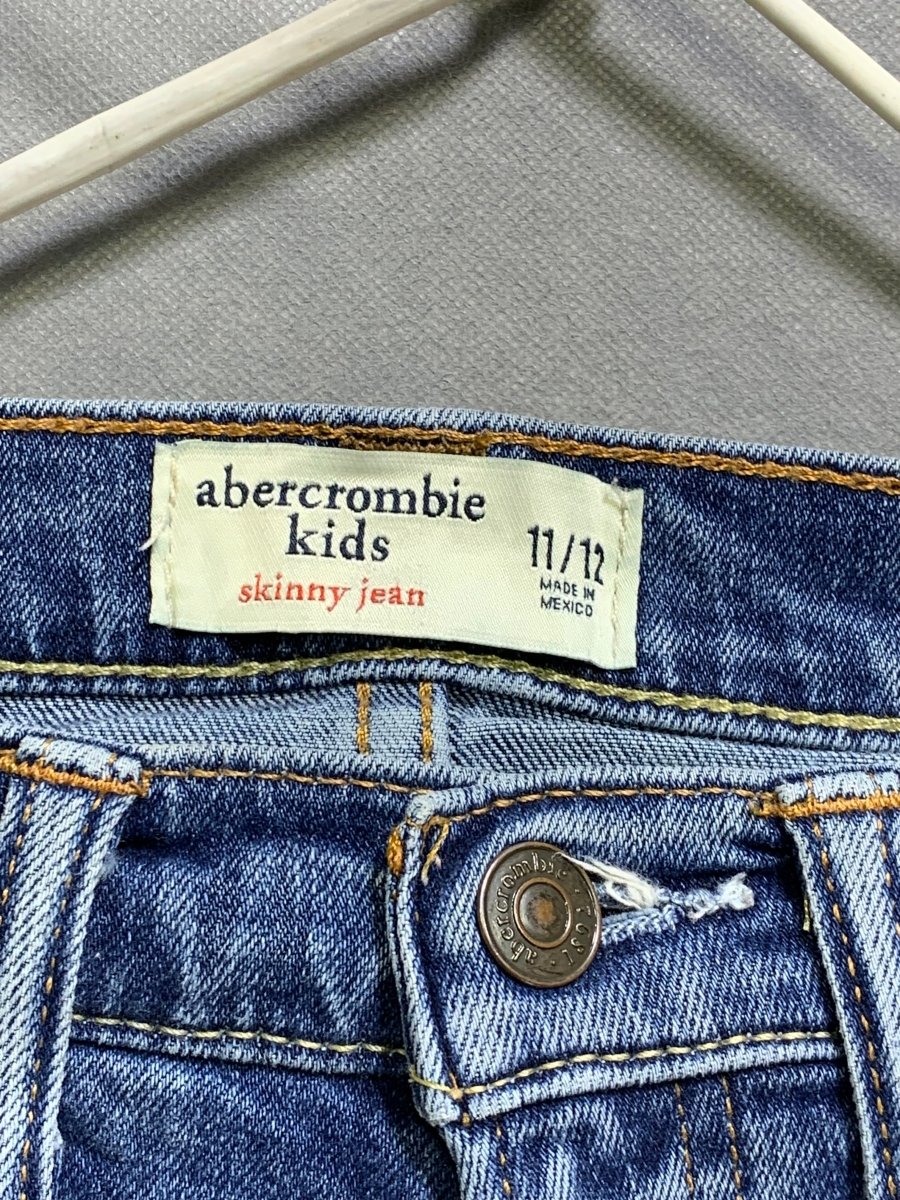 abercrombie
kids
skinny jean
11/12
MADE IN
MEXICO
abercrombie · 1892 ·